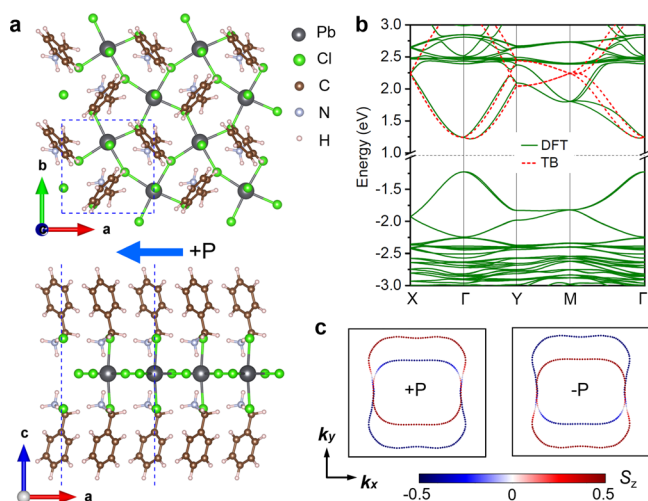 a
Pb
Cl
C
N
H
b
a
+P
c
a
b
Energy (eV)
3.0
2.5
2.0
1.5
1.0
-1.5
-2.0
-2.5
-3.0
DFT
TB
X
Γ
Y
M
Γ
c
+P
-P
ky
kx
Sz
-0.5
0
0.5